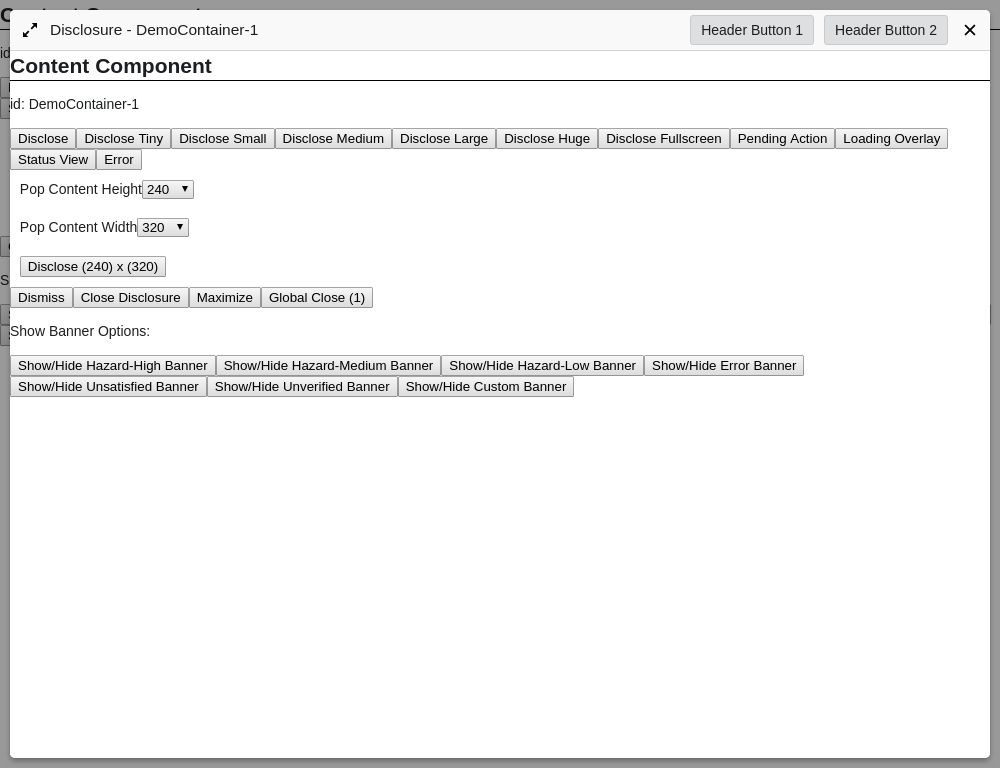 Disclosure - DemoContainer-1 Header Button 1 Header Button 2
Content Component
id: DemoContainer-1
Disclose Disclose Tiny Disclose Small Disclose Medium Disclose Large Disclose Huge Disclose Fullscreen Pending Action Loading Overlay
Status View Error
Pop Content Height 240
Pop Content Width 320
Disclose (240) x (320)
Dismiss Close Disclosure Maximize Global Close (1)
Show Banner Options:
Show/Hide Hazard-High Banner Show/Hide Hazard-Medium Banner Show/Hide Hazard-Low Banner Show/Hide Error Banner
Show/Hide Unsatisfied Banner Show/Hide Unverified Banner Show/Hide Custom Banner